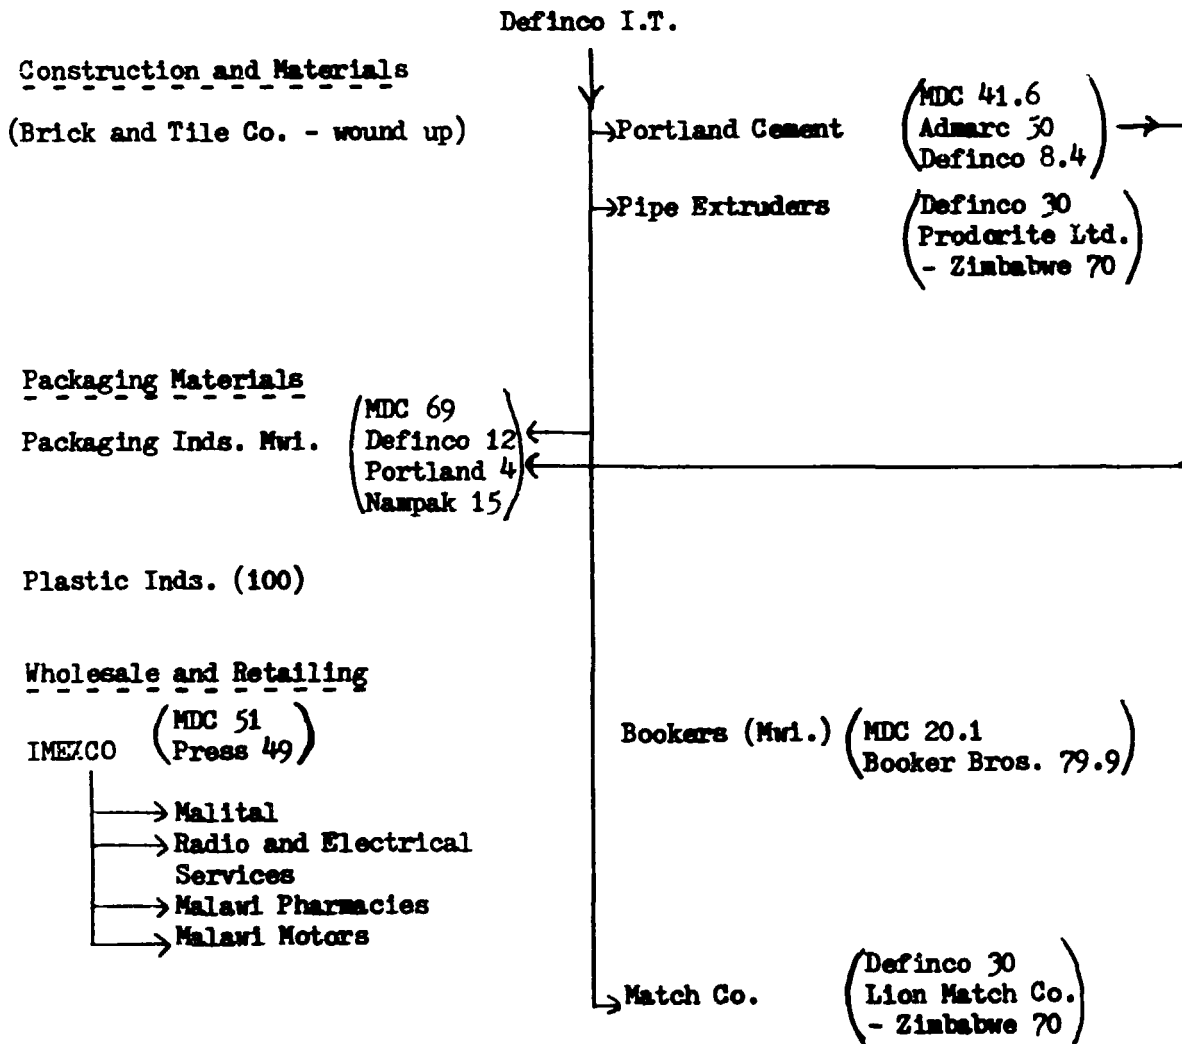 Definco I.T.
Construction and Materials
(Brick and Tile Co. - wound up)
Portland Cement
MDC 41.6
Admarc 50
Definco 8.4
Pipe Extruders
Definco 30
Prodorite Ltd.
- Zimbabwe 70
Packaging Materials
Packaging Inds. Mwi.
MDC 69
Definco 12
Portland 4
Nampak 15
Plastic Inds. (100)
Wholesale and Retailing
IMEXCO
MDC 51
Press 49
Malital
Radio and Electrical
Services
Malawi Pharmacies
Malawi Motors
Bookers (Mwi.)
MDC 20.1
Booker Bros. 79.9
Match Co.
Definco 30
Lion Match Co.
- Zimbabwe 70